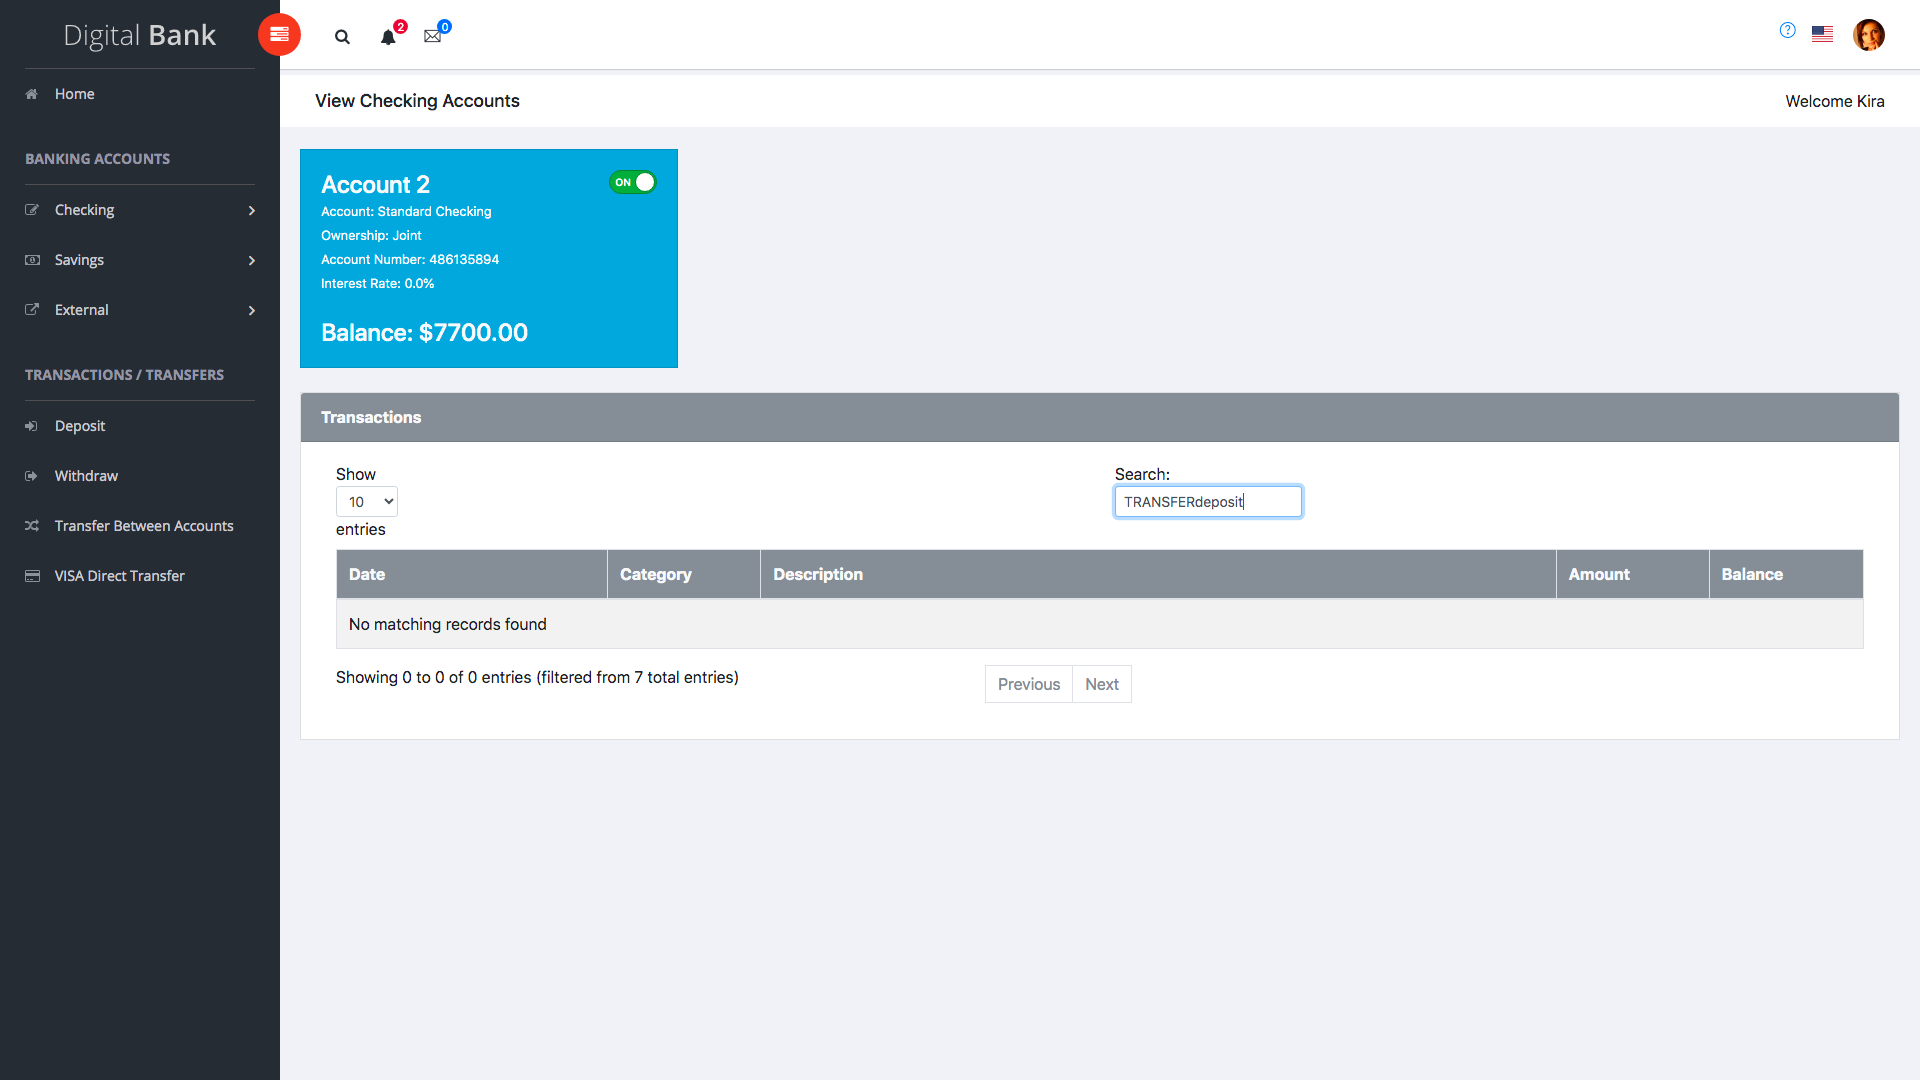 Digital Bank
2
0
?
Home
View Checking Accounts
Welcome Kira
BANKING ACCOUNTS
Checking
Savings
External
TRANSACTIONS / TRANSFERS
Deposit
Withdraw
Transfer Between Accounts
VISA Direct Transfer
Account 2
ON
Account: Standard Checking
Ownership: Joint
Account Number: 486135894
Interest Rate: 0.0%
Balance: $7700.00
Transactions
Show
10
entries
Search:
TRANSFERdeposit
Date Category Description Amount Balance
No matching records found
Showing 0 to 0 of 0 entries (filtered from 7 total entries)
Previous Next